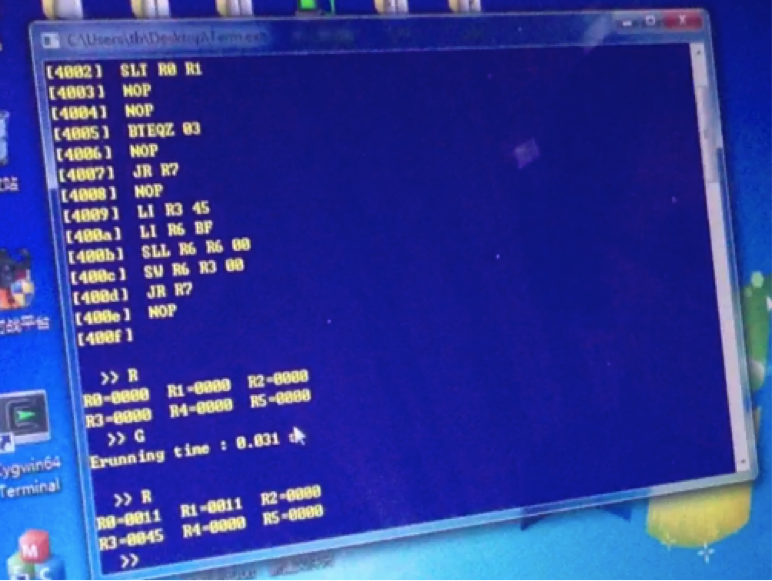 C:\Users\th\Desktop\Term.exe
[4002] SLT R0 R1
[4003] NOP
[4004] NOP
[4005] BTEQZ 03
[4006] NOP
[4007] JR R7
[4008] NOP
[4009] LI R3 45
[400a] LI R6 BF
[400b] SLL R6 R6 00
[400c] SW R6 R3 00
[400d] JR R7
[400e] NOP
[400f]
>> R
R0=0000 R1=0000 R2=0000
R3=0000 R4=0000 R5=0000
>> G
Erunning time : 0.031
>> R
R0=0011 R1=0011 R2=0000
R3=0045 R4=0000 R5=0000
>>
ygwin64
Terminal
M